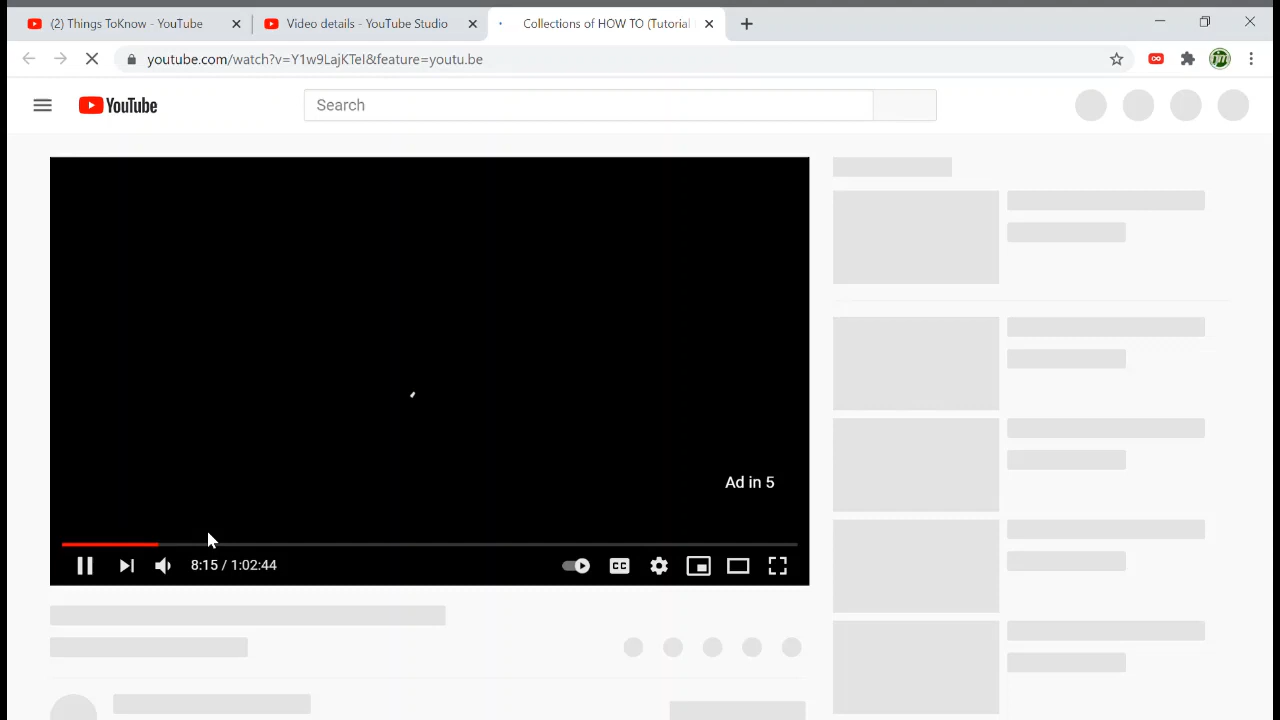 (2) Things ToKnow - YouTube
Video details - YouTube Studio
Collections of HOW TO (Tutorial
youtube.com/watch?v=Y1w9LajKTeI&feature=youtu.be
YouTube
Search
Ad in 5
8:15 / 1:02:44
CC